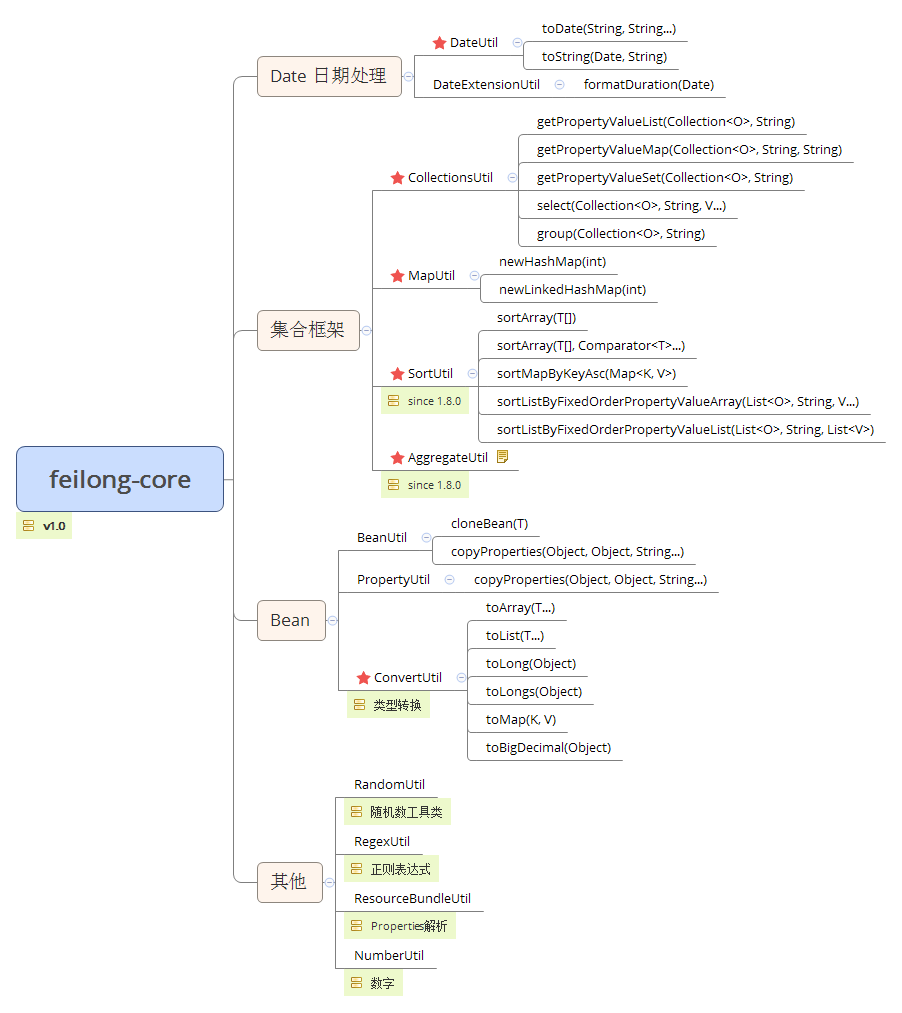 feilong-core
v1.0
Date 日期处理
DateUtil
toDate(String, String...)
toString(Date, String)
DateExtensionUtil
formatDuration(Date)
集合框架
CollectionsUtil
getPropertyValueList(Collection<O>, String)
getPropertyValueMap(Collection<O>, String, String)
getPropertyValueSet(Collection<O>, String)
select(Collection<O>, String, V...)
group(Collection<O>, String)
MapUtil
newHashMap(int)
newLinkedHashMap(int)
SortUtil
since 1.8.0
sortArray(T[])
sortArray(T[], Comparator<T>...)
sortMapByKeyAsc(Map<K, V>)
sortListByFixedOrderPropertyValueArray(List<O>, String, V...)
sortListByFixedOrderPropertyValueList(List<O>, String, List<V>)
AggregateUtil
since 1.8.0
Bean
BeanUtil
cloneBean(T)
copyProperties(Object, Object, String...)
PropertyUtil
copyProperties(Object, Object, String...)
ConvertUtil
类型转换
toArray(T...)
toList(T...)
toLong(Object)
toLongs(Object)
toMap(K, V)
toBigDecimal(Object)
其他
RandomUtil
随机数工具类
RegexUtil
正则表达式
ResourceBundleUtil
Properties解析
NumberUtil
数字